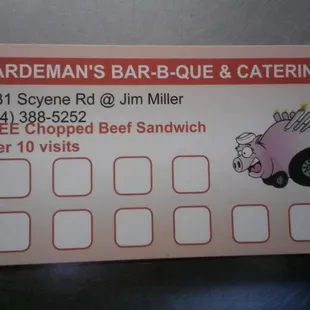 ARDEMAN'S BAR-B-QUE & CATERIN
31 Scyene Rd @ Jim Miller
4) 388-5252
EE Chopped Beef Sandwich
er 10 visits